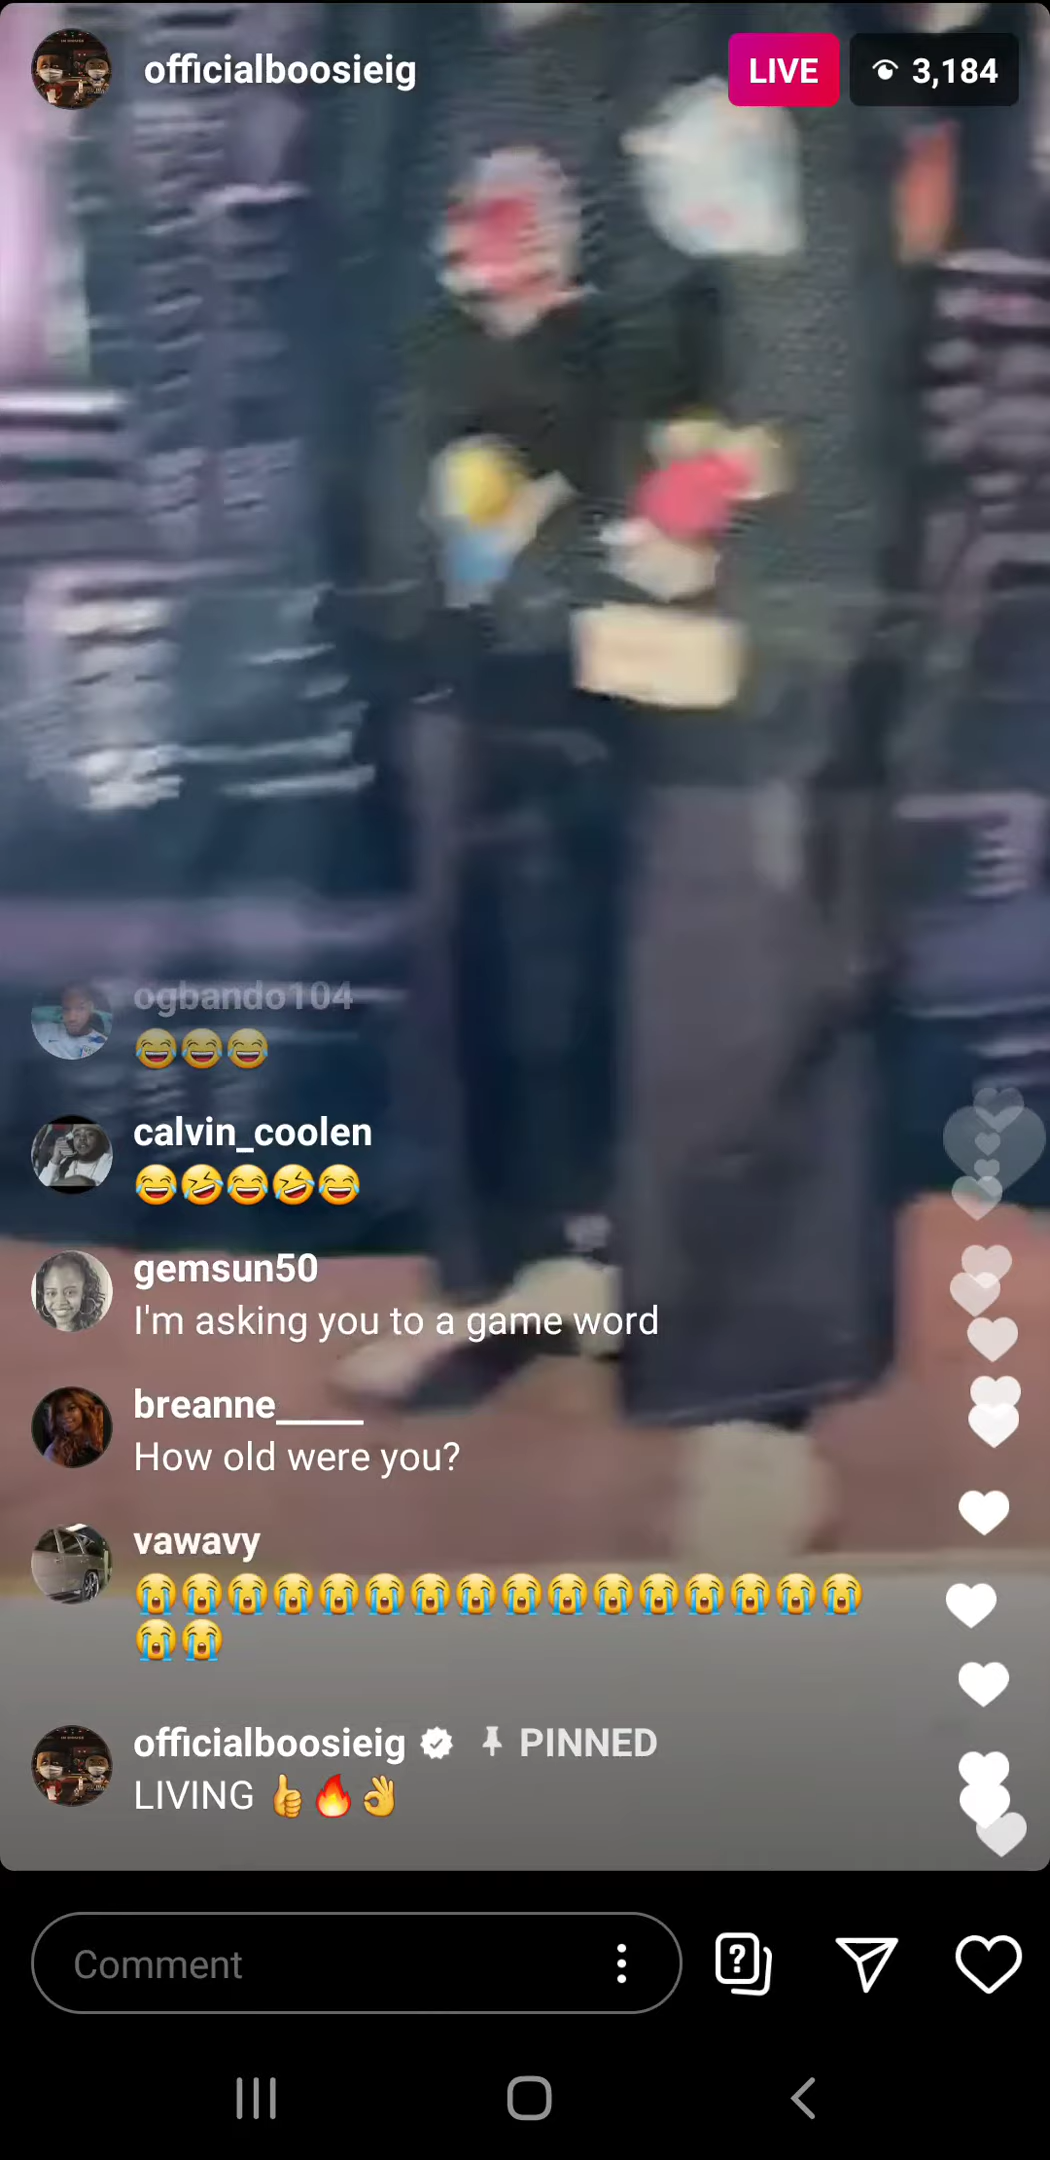 officialboosieig
LIVE 3,184
ogbando104
😂😂😂
calvin_coolen
😂🤣😂🤣😂
gemsun50
I'm asking you to a game word
breanne_____
How old were you?
vawavy
😭😭😭😭😭😭😭😭😭😭😭😭😭😭😭😭
😭😭
officialboosieig PINNED
LIVING 👍🔥👌
Comment